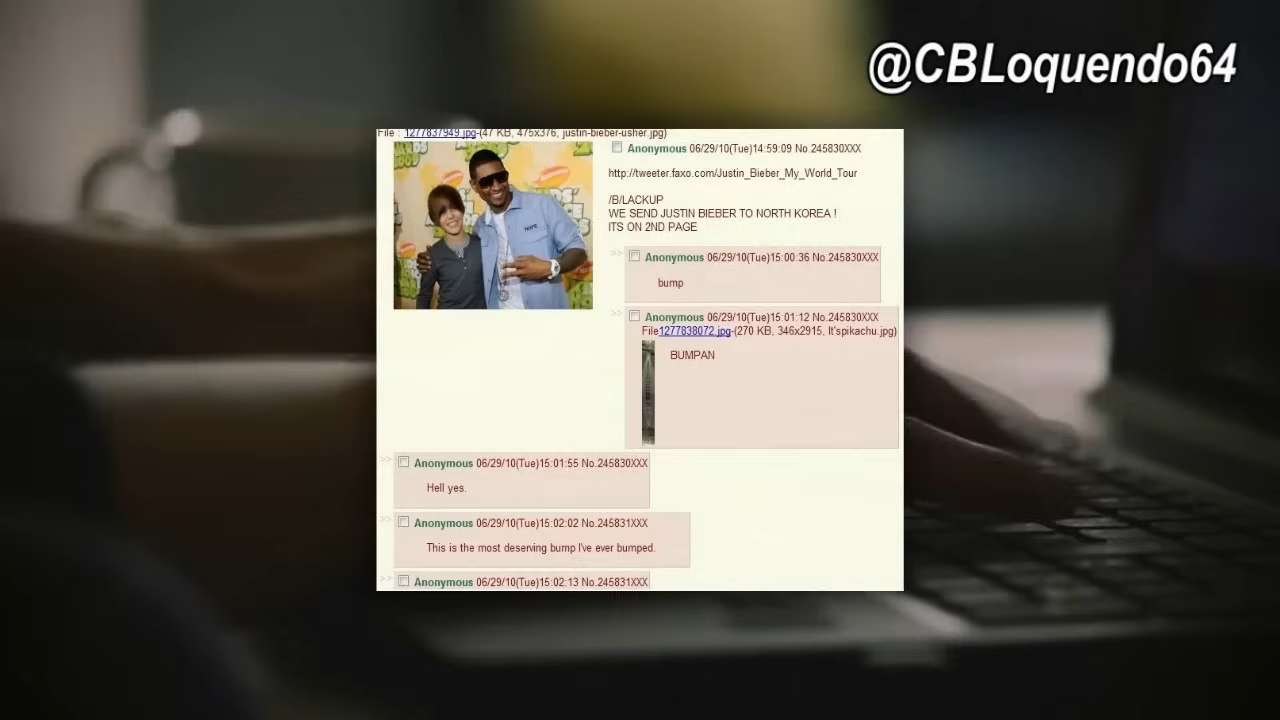 @CBLoquendo64
File : 1277837949.jpg-(47 KB, 475x376, justin-bieber-usher.jpg)
Anonymous 06/29/10(Tue)14:59:09 No.245830XXX
http://tweeter.faxo.com/Justin_Bieber_My_World_Tour
/B/LACKUP
WE SEND JUSTIN BIEBER TO NORTH KOREA !
ITS ON 2ND PAGE
>> Anonymous 06/29/10(Tue)15:00:36 No.245830XXX
bump
>> Anonymous 06/29/10(Tue)15:01:12 No.245830XXX
File1277838072.jpg-(270 KB, 346x2915, It'spikachu.jpg)
BUMPAN
>> Anonymous 06/29/10(Tue)15:01:55 No.245830XXX
Hell yes.
>> Anonymous 06/29/10(Tue)15:02:02 No.245831XXX
This is the most deserving bump I've ever bumped.
>> Anonymous 06/29/10(Tue)15:02:13 No.245831XXX